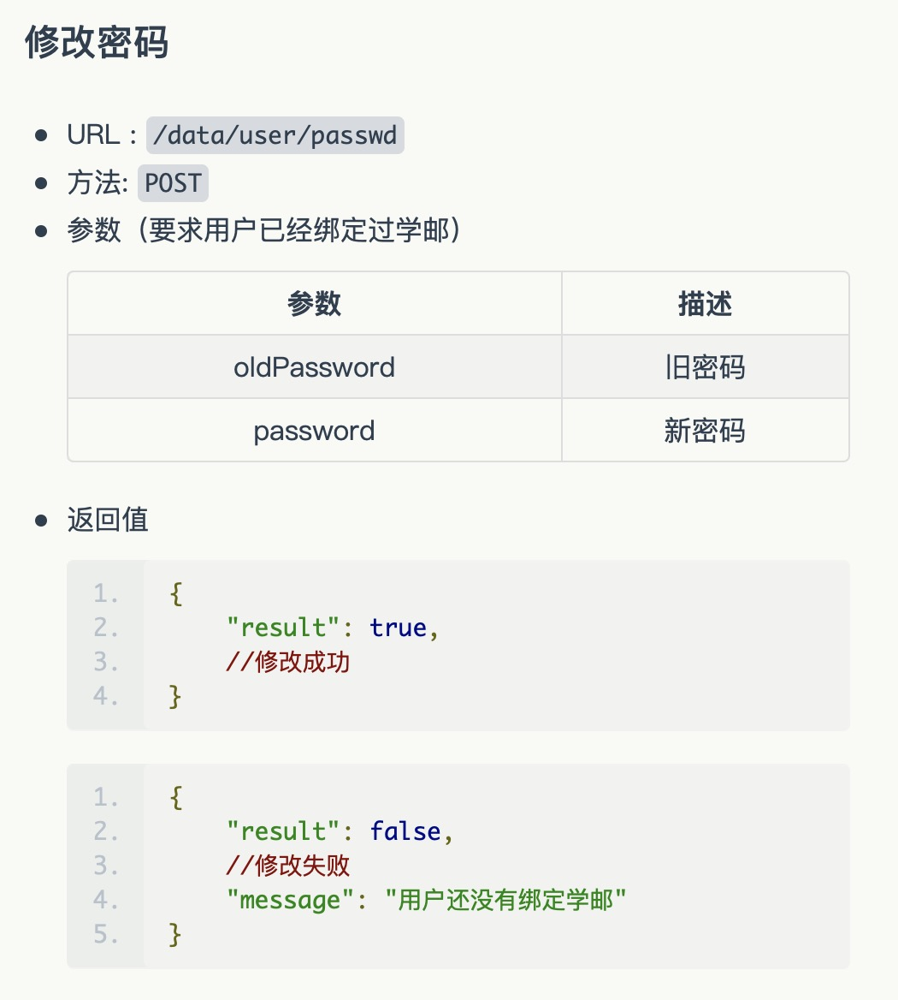 修改密码
URL : /data/user/passwd
方法: POST
参数（要求用户已经绑定过学邮）
参数 描述
oldPassword 旧密码
password 新密码
返回值
1. {
2. "result": true,
3. //修改成功
4. }
1. {
2. "result": false,
3. //修改失败
4. "message": "用户还没有绑定学邮"
5. }